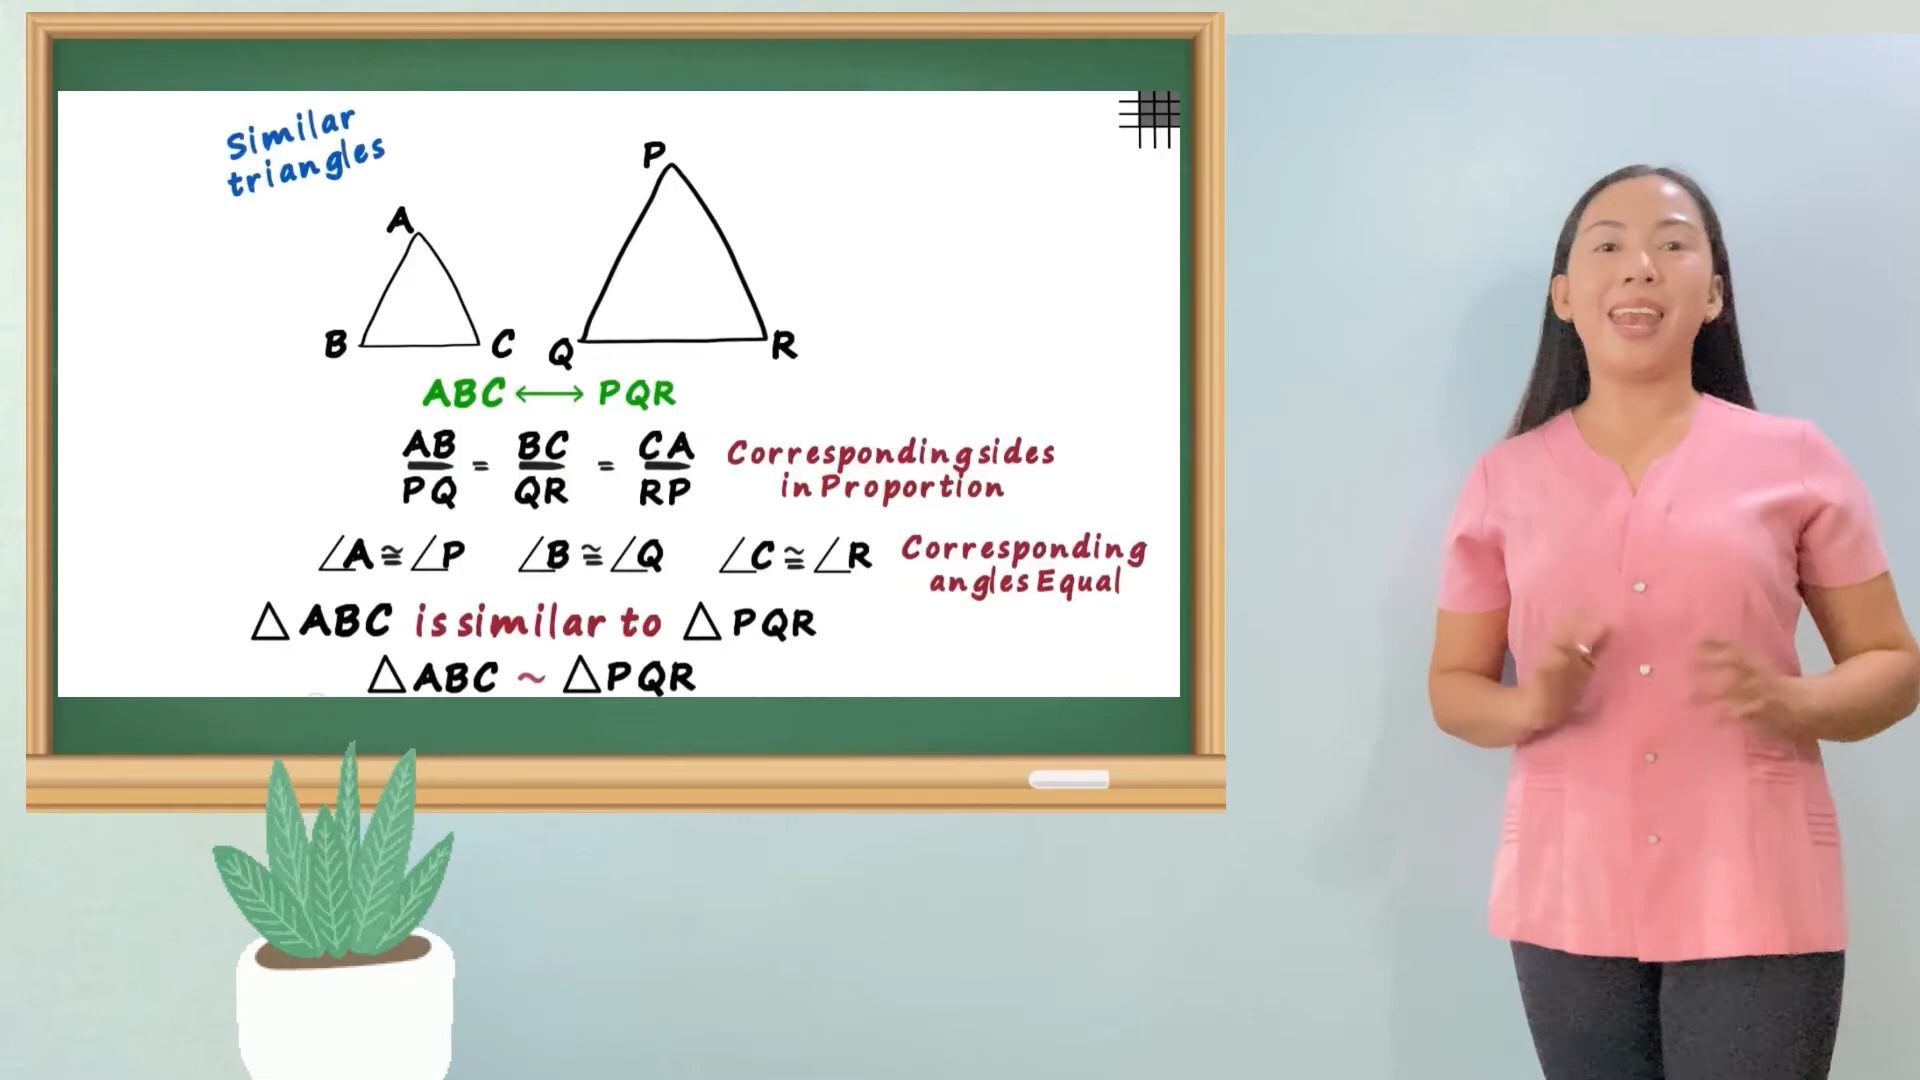 Similar
triangles
P
A
B C Q R
ABC ⟷ PQR
AB/PQ = BC/QR = CA/RP Corresponding sides
in Proportion
∠A ≅ ∠P ∠B ≅ ∠Q ∠C ≅ ∠R Corresponding
angles Equal
△ ABC is similar to △ PQR
△ABC ~ △PQR